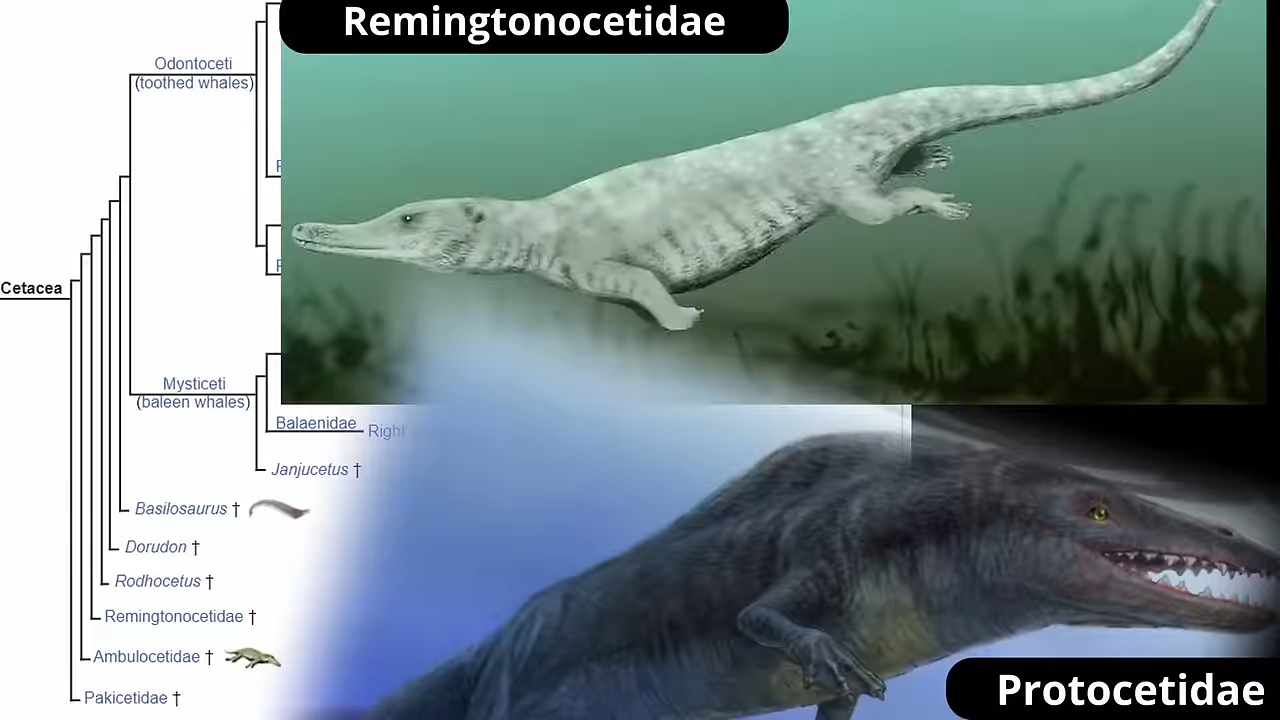 Remingtonocetidae
Odontoceti
(toothed whales)
Cetacea
Mysticeti
(baleen whales)
Balaenidae
Right
Janjucetus †
Basilosaurus †
Dorudon †
Rodhocetus †
Remingtonocetidae †
Ambulocetidae †
Pakicetidae †
Protocetidae